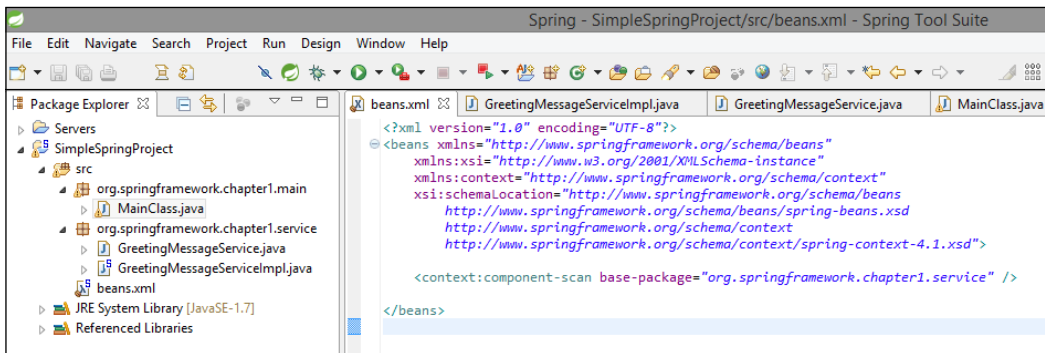 Spring - SimpleSpringProject/src/beans.xml - Spring Tool Suite
File Edit Navigate Search Project Run Design Window Help
Package Explorer
Servers
SimpleSpringProject
src
org.springframework.chapter1.main
MainClass.java
org.springframework.chapter1.service
GreetingMessageService.java
GreetingMessageServiceImpl.java
beans.xml
JRE System Library [JavaSE-1.7]
Referenced Libraries
beans.xml GreetingMessageServiceImpl.java GreetingMessageService.java MainClass.java
<?xml version="1.0" encoding="UTF-8"?>
<beans xmlns="http://www.springframework.org/schema/beans"
xmlns:xsi="http://www.w3.org/2001/XMLSchema-instance"
xmlns:context="http://www.springframework.org/schema/context"
xsi:schemaLocation="http://www.springframework.org/schema/beans
http://www.springframework.org/schema/beans/spring-beans.xsd
http://www.springframework.org/schema/context
http://www.springframework.org/schema/context/spring-context-4.1.xsd">
<context:component-scan base-package="org.springframework.chapter1.service" />
</beans>